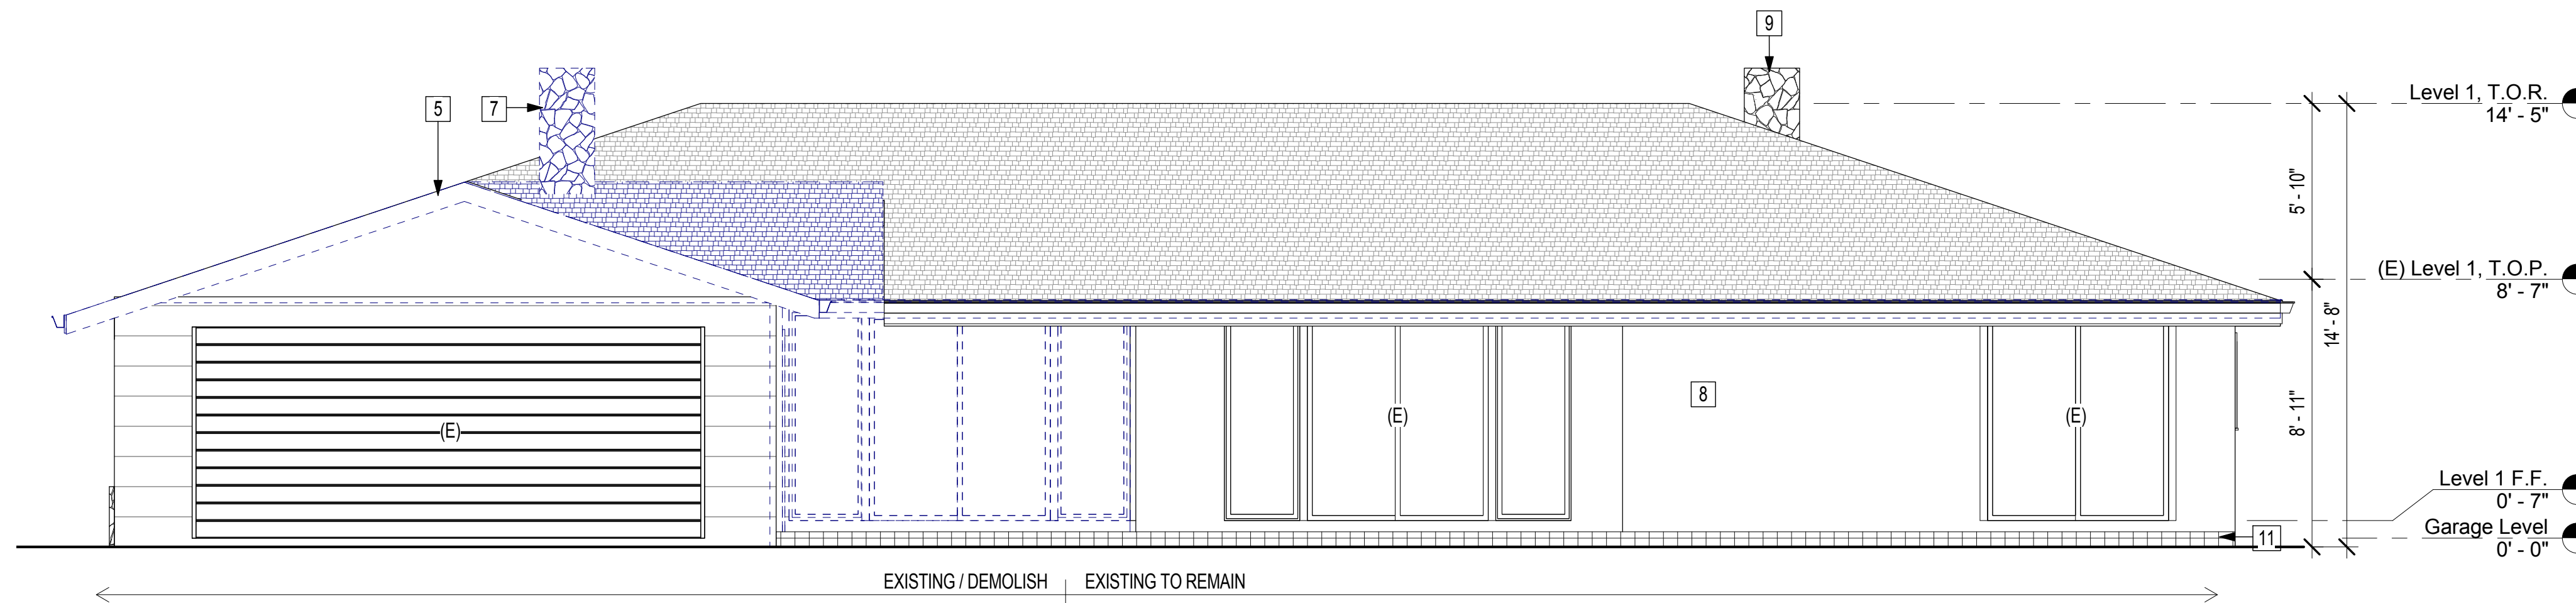 9
5
7
Level 1, T.O.R.
14' - 5"
5' - 10"
(E) Level 1, T.O.P.
8' - 7"
14' - 8"
8
(E)
(E)
(E)
8' - 11"
Level 1 F.F.
0' - 7"
Garage Level
0' - 0"
11
EXISTING / DEMOLISH
EXISTING TO REMAIN